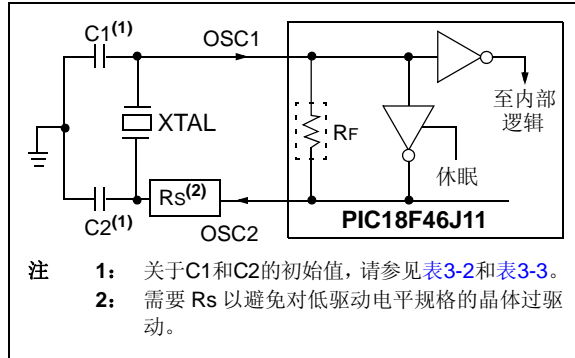 C1(1)
OSC1
XTAL
RF
至内部
逻辑
休眠
C2(1)
RS(2)
OSC2
PIC18F46J11
注 1： 关于C1和C2的初始值，请参见表3-2和表3-3。
2： 需要 Rs 以避免对低驱动电平规格的晶体过驱
动。